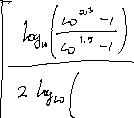 log₁₀ (10^0.3 - 1 / 10^1.5 - 1)
2 log₁₀ (